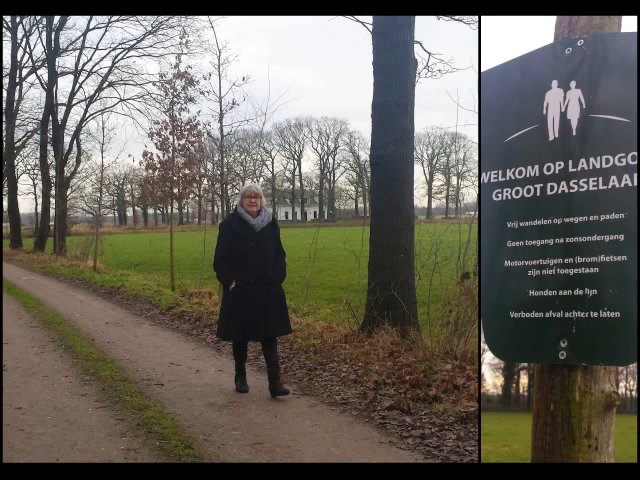 WELKOM OP LANDGO
GROOT DASSELAA
Vrij wandelen op wegen en paden
Geen toegang na zonsondergang
Motorvoertuigen en (brom)fietsen
zijn niet toegestaan
Honden aan de lijn
Verboden afval achter te laten